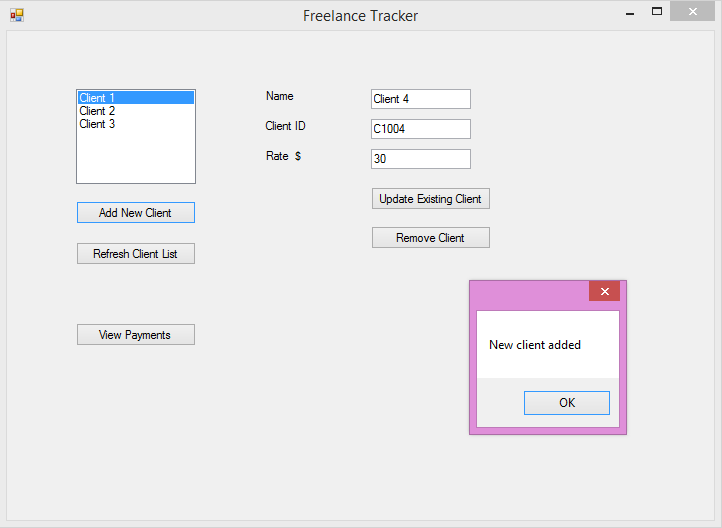 Freelance Tracker
Client 1
Client 2
Client 3
Name
Client 4
Client ID
C1004
Rate $
30
Add New Client
Update Existing Client
Refresh Client List
Remove Client
View Payments
New client added
OK